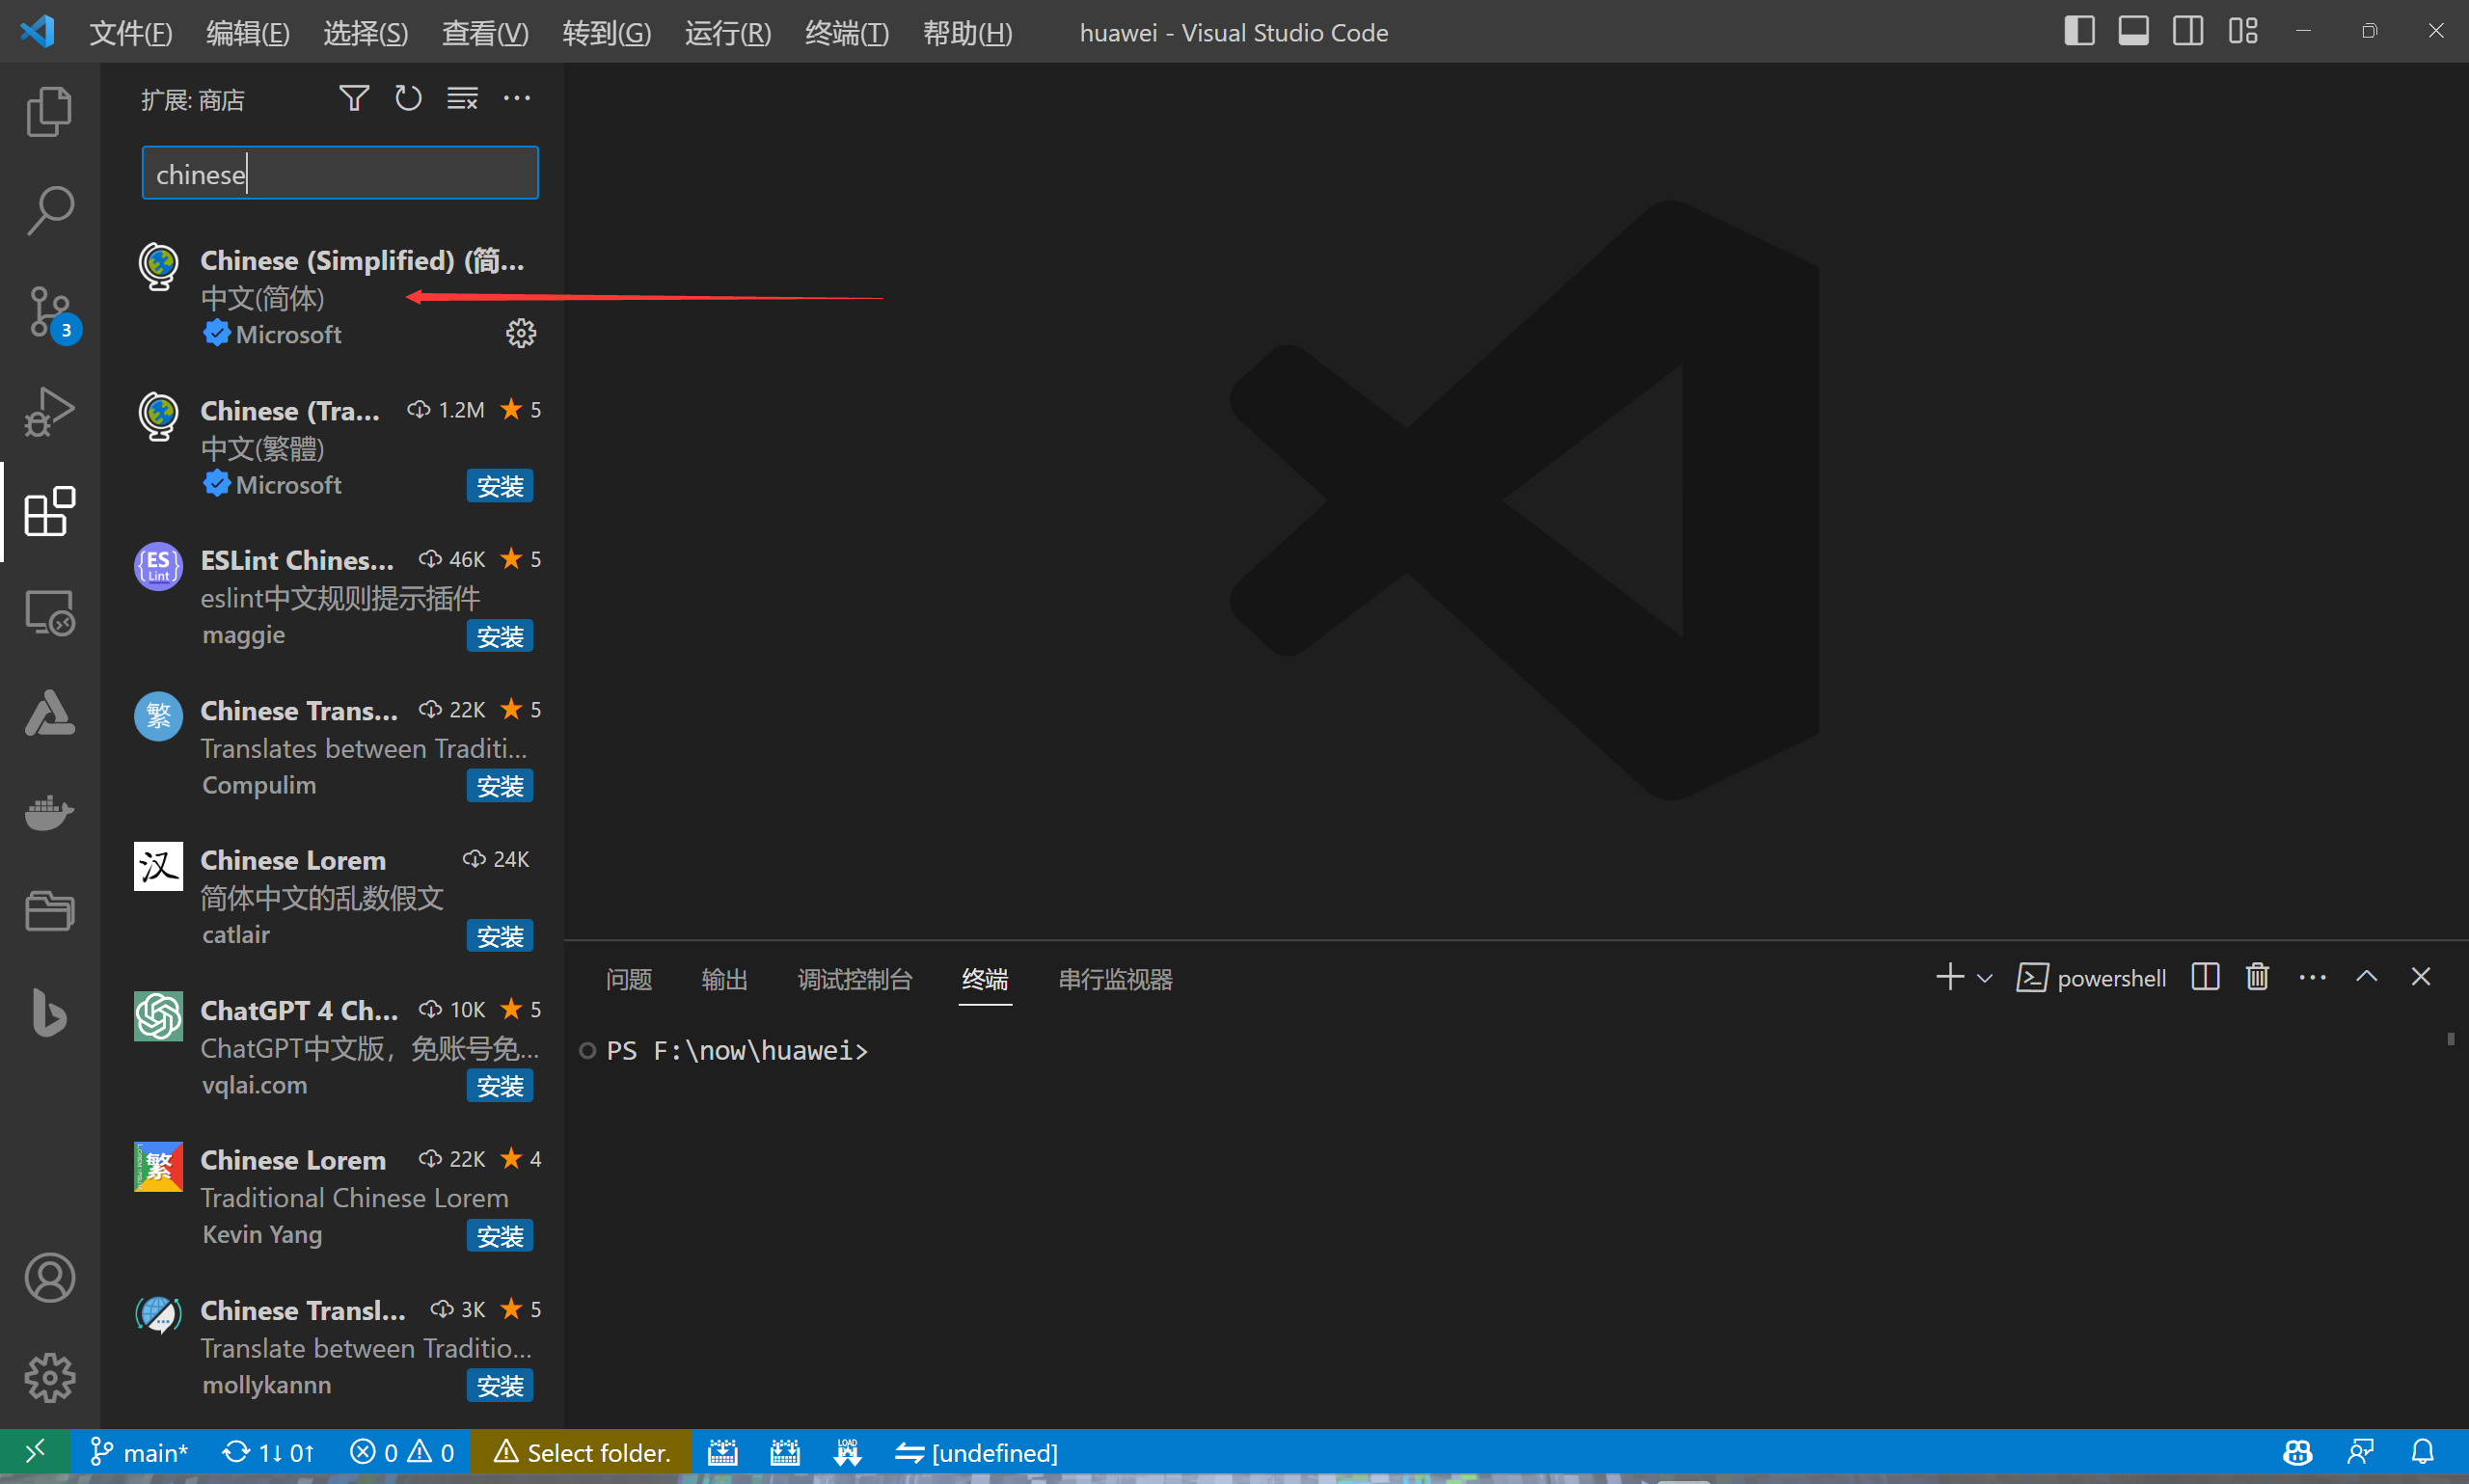 文件(F) 编辑(E) 选择(S) 查看(V) 转到(G) 运行(R) 终端(T) 帮助(H) huawei - Visual Studio Code
扩展: 商店
chinese
Chinese (Simplified) (简...
中文(简体)
Microsoft
Chinese (Tra... 1.2M 5
中文(繁體)
Microsoft 安装
ESLint Chines... 46K 5
eslint中文规则提示插件
maggie 安装
Chinese Trans... 22K 5
Translates between Traditi...
Compulim 安装
Chinese Lorem 24K
简体中文的乱数假文
catlair 安装
ChatGPT 4 Ch... 10K 5
ChatGPT中文版，免账号免...
vqlai.com 安装
Chinese Lorem 22K 4
Traditional Chinese Lorem
Kevin Yang 安装
Chinese Transl... 3K 5
Translate between Traditio...
mollykannn 安装
3
{ES}
Lint
繁
汉
繁
问题 输出 调试控制台 终端 串行监视器 powershell
PS F:\now\huawei>
main* 1↓ 0↑ 0 0 Select folder. LOAD [undefined]